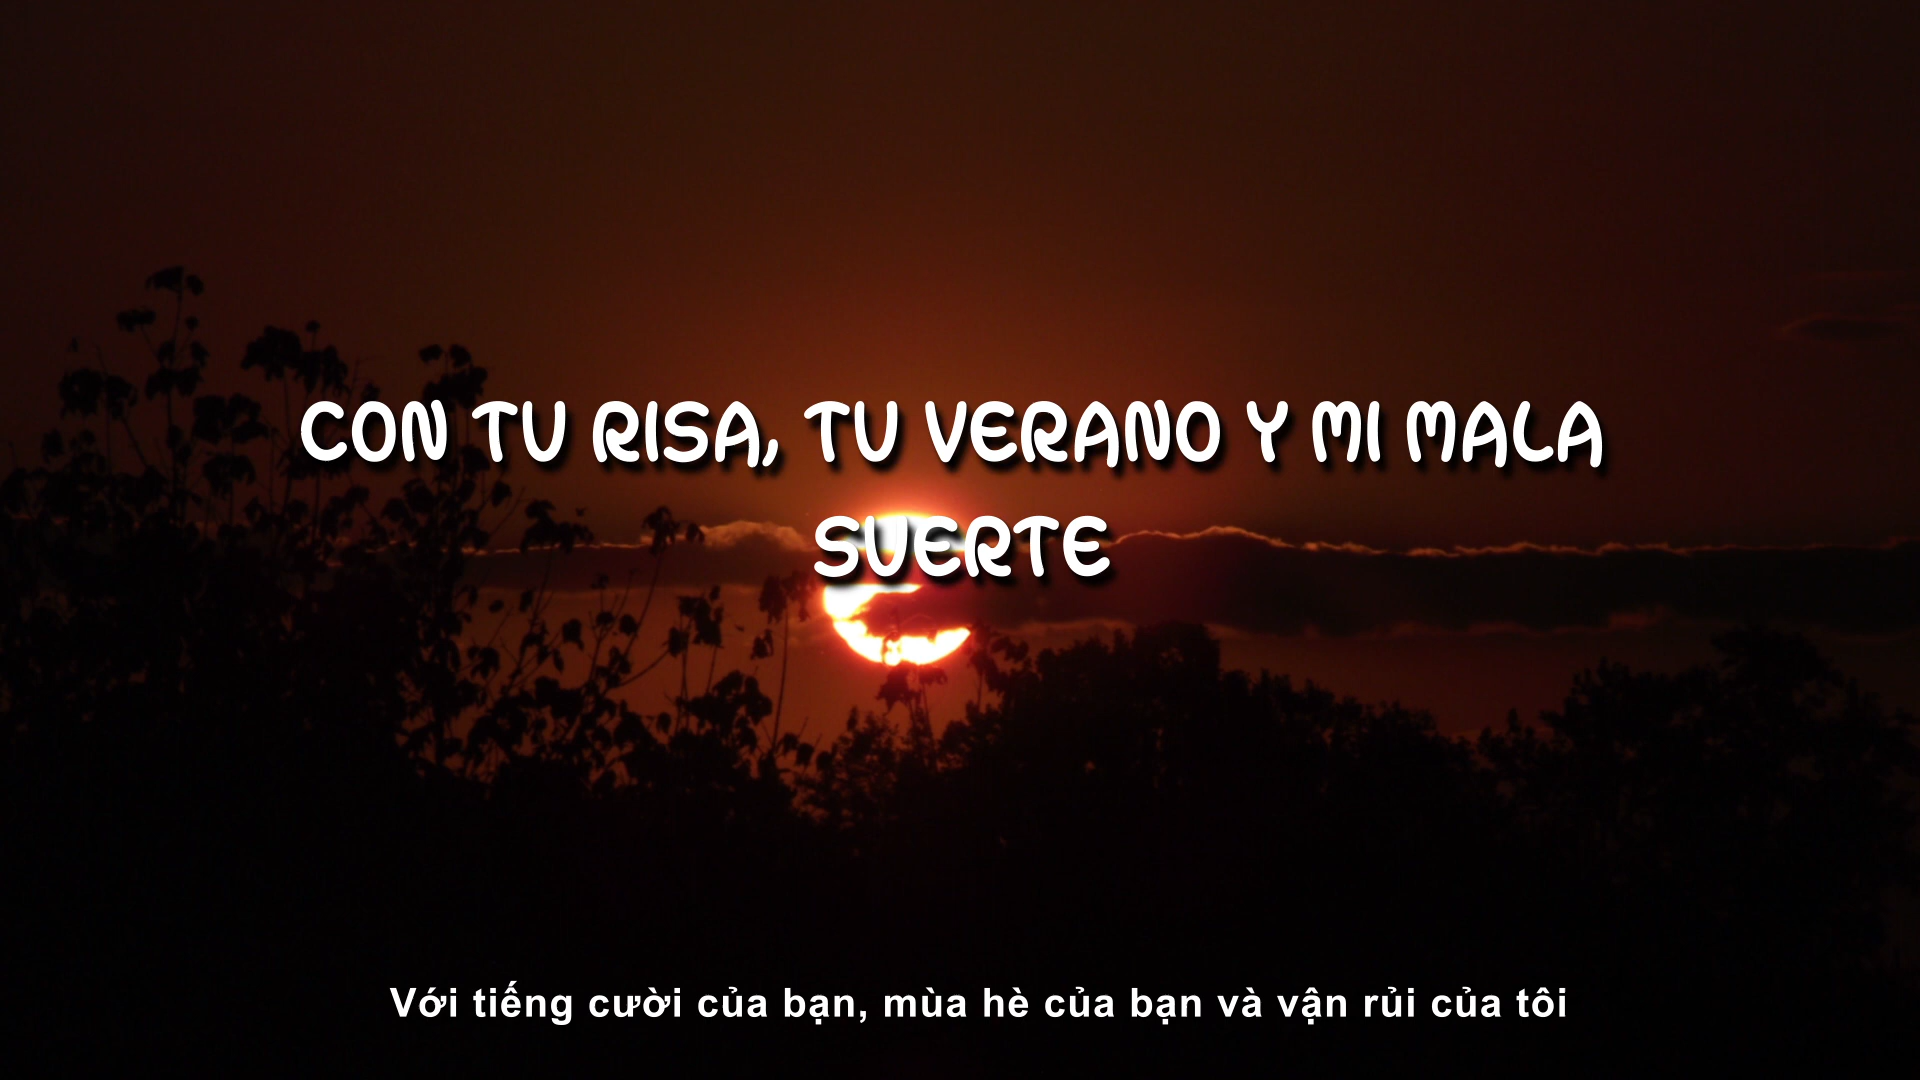 CON TU RISA, TU VERANO Y MI MALA
SUERTE
Với tiếng cười của bạn, mùa hè của bạn và vận rủi của tôi